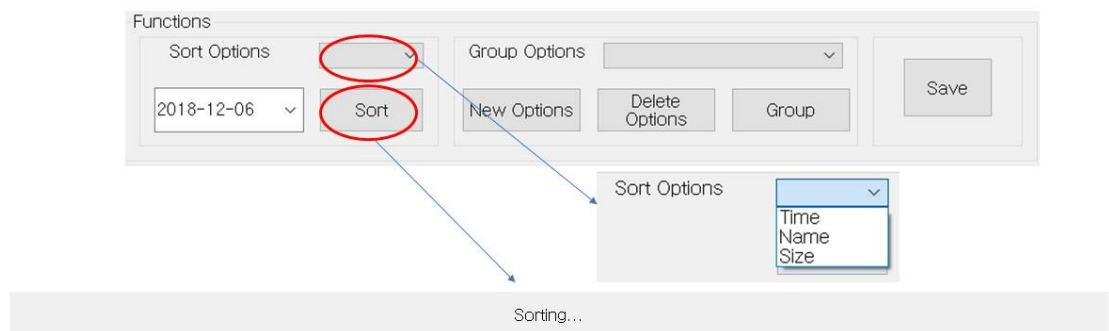 Functions
Sort Options
Group Options
2018-12-06
Sort
New Options
Delete
Options
Group
Save
Sort Options
Time
Name
Size
Sorting...